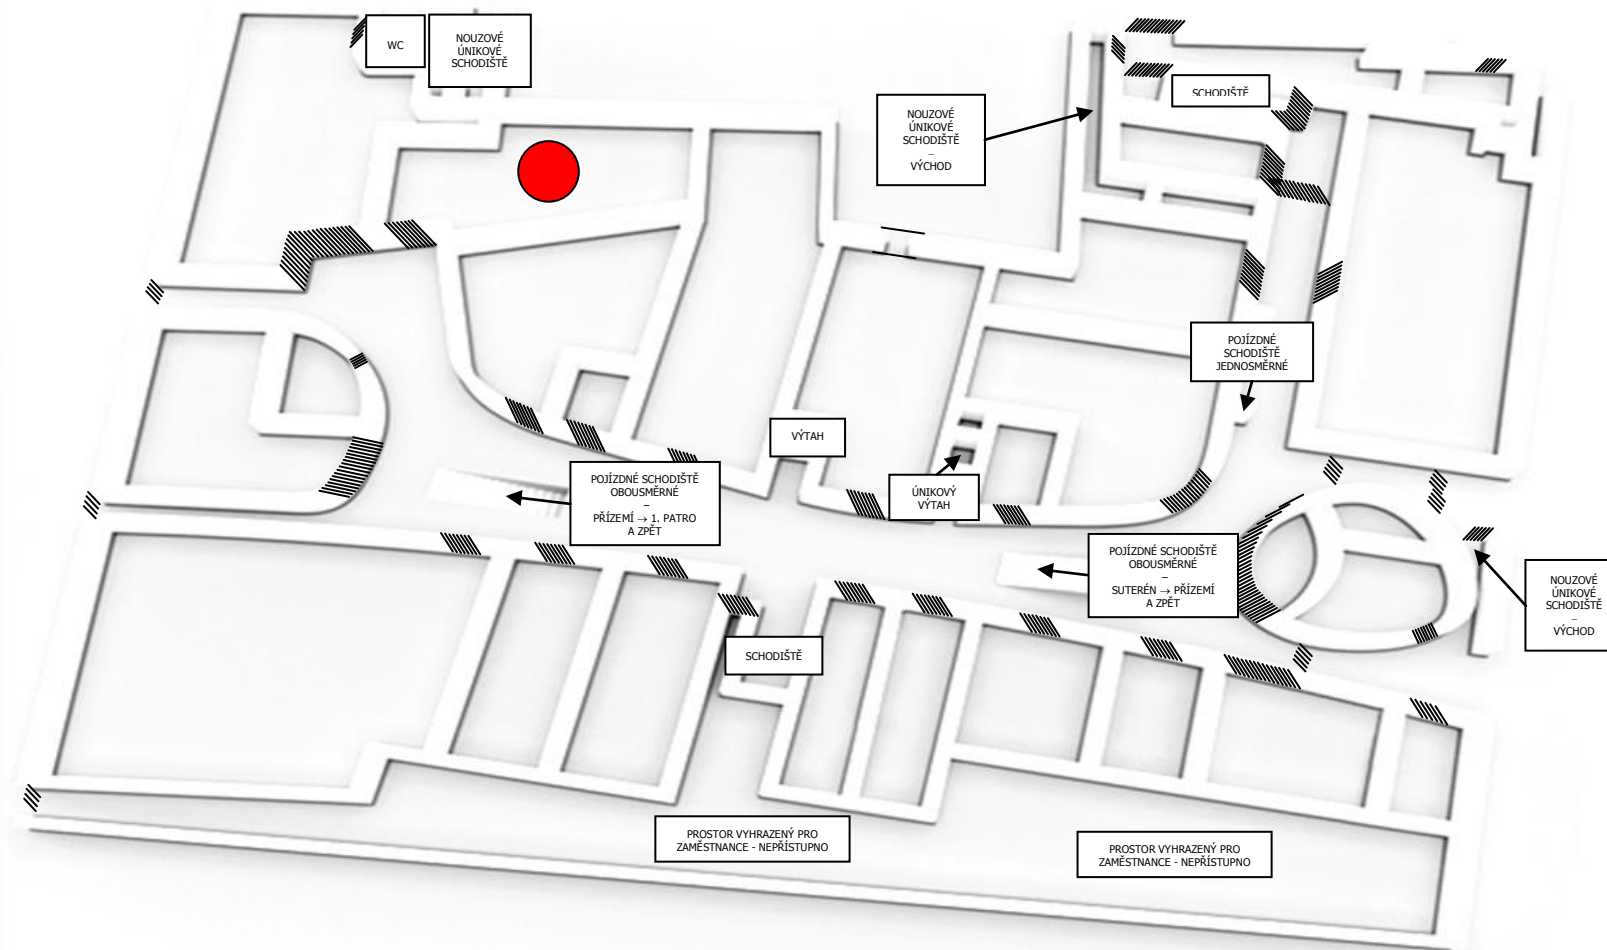 WC
NOUZOVÉ
ÚNIKOVÉ
SCHODIŠTĚ
SCHODIŠTĚ
NOUZOVÉ
ÚNIKOVÉ
SCHODIŠTĚ
–
VÝCHOD
POJÍZDNÉ
SCHODIŠTĚ
JEDNOSMĚRNÉ
VÝTAH
POJÍZDNÉ SCHODIŠTĚ
OBOUSMĚRNÉ
–
PŘÍZEMÍ → 1. PATRO
A ZPĚT
ÚNIKOVÝ
VÝTAH
POJÍZDNÉ SCHODIŠTĚ
OBOUSMĚRNÉ
–
SUTERÉN → PŘÍZEMÍ
A ZPĚT
NOUZOVÉ
ÚNIKOVÉ
SCHODIŠTĚ
–
VÝCHOD
SCHODIŠTĚ
PROSTOR VYHRAZENÝ PRO
ZAMĚSTNANCE - NEPŘÍSTUPNO
PROSTOR VYHRAZENÝ PRO
ZAMĚSTNANCE - NEPŘÍSTUPNO